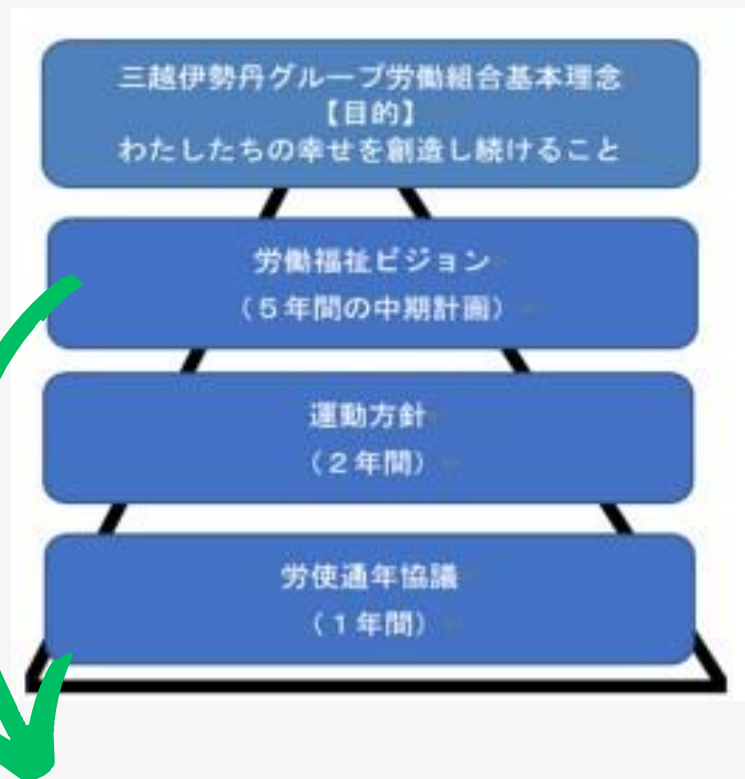 三越伊勢丹グループ労働組合基本理念
【目的】
わたしたちの幸せを創造し続けること
労働福祉ビジョン
（５年間の中期計画）
運動方針
（２年間）
労使通年協議
（１年間）